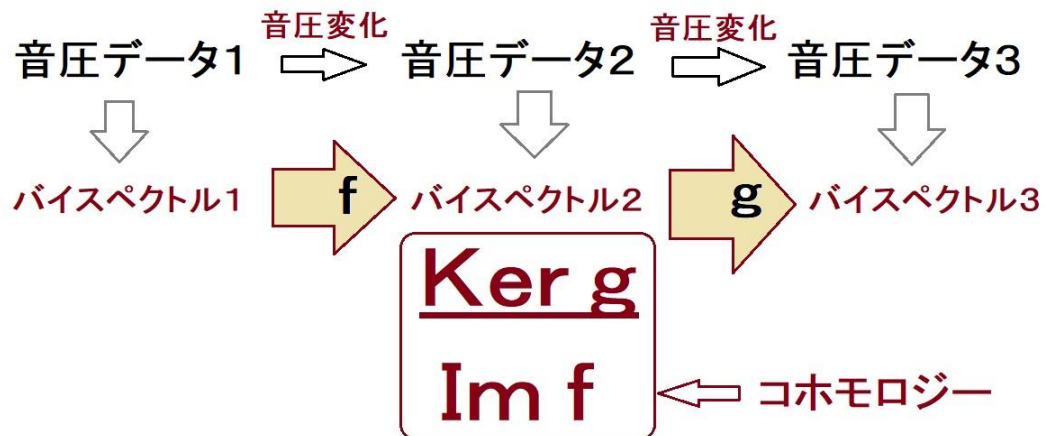 音圧変化 音圧変化
音圧データ1 音圧データ2 音圧データ3
バイスペクトル1 f バイスペクトル2 g バイスペクトル3
Ker g
Im f コホモロジー